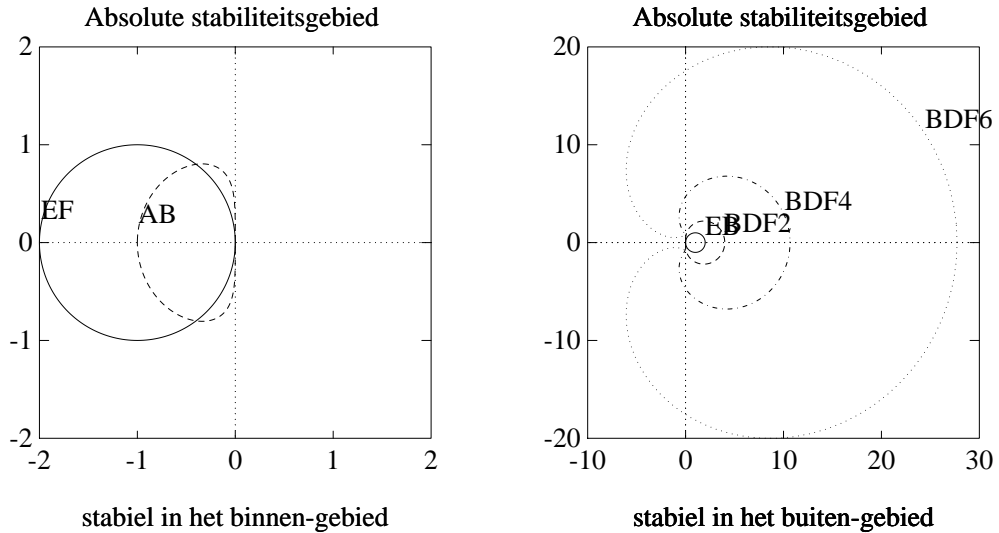 Absolute stabiliteitsgebied
2
1
0
-1
-2
-2
-1
0
1
2
EF
AB
stabiel in het binnen-gebied
Absolute stabiliteitsgebied
20
10
0
-10
-20
-10
0
10
20
30
BDF6
BDF4
EB
BDF2
stabiel in het buiten-gebied